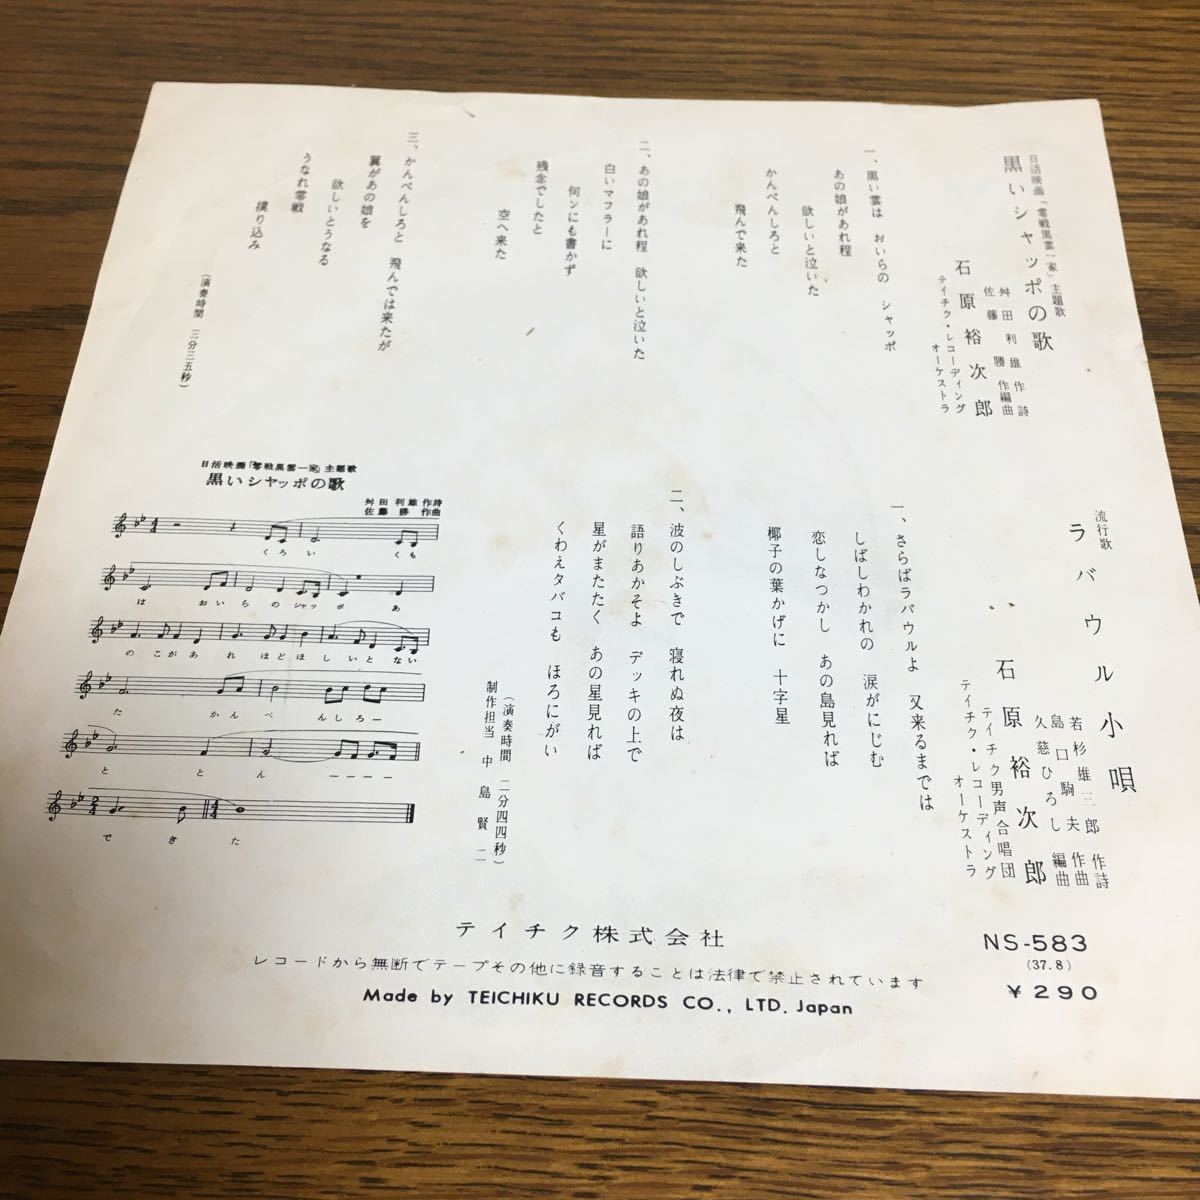 日活映画「零戦黒雲一家」主題歌
黒いシャッポの歌
舛田利雄 作詩
佐藤勝 作編曲
石原裕次郎
テイチク・レコーディング
オーケストラ
一、黒い雲は おいらの シャッポ
あの娘があれ程
欲しいと泣いた
かんべんしろと
飛んで来た
二、あの娘があれ程 欲しいと泣いた
白いマフラーに
何ンにも書かず
残念でしたと
空へ来た
三、かんべんしろと 飛んでは来たが
翼があの娘を
欲しいとうなる
うなれ零戦
撲り込み
(演奏時間 三分三五秒)
流行歌
ラバウル小唄
若杉雄三郎 作詩
島口駒夫 作曲
久慈ひろし 編曲
石原裕次郎
テイチク男声合唱団
テイチク・レコーディング
オーケストラ
一、さらばラバウルよ 又来るまでは
しばしわかれの 涙がにじむ
恋しなつかし あの島見れば
椰子の葉かげに 十字星
二、波のしぶきで 寝れぬ夜は
語りあかそよ デッキの上で
星がまたたく あの星見れば
くわえタバコも ほろにがい
(演奏時間 二分四四秒)
制作担当 中島賢二
日活映画「零戦黒雲一家」主題歌
黒いシャッポの歌
舛田利雄 作詩
佐藤勝 作曲
くろい くも
は おいらの シャッポ あ
のこがあれ ほどほしいとない
た かんべ んしろー
と とん ーーーー
で き た
テイチク株式会社
レコードから無断でテープその他に録音することは法律で禁止されています
Made by TEICHIKU RECORDS CO., LTD. Japan
NS-583
(37.8)
¥290